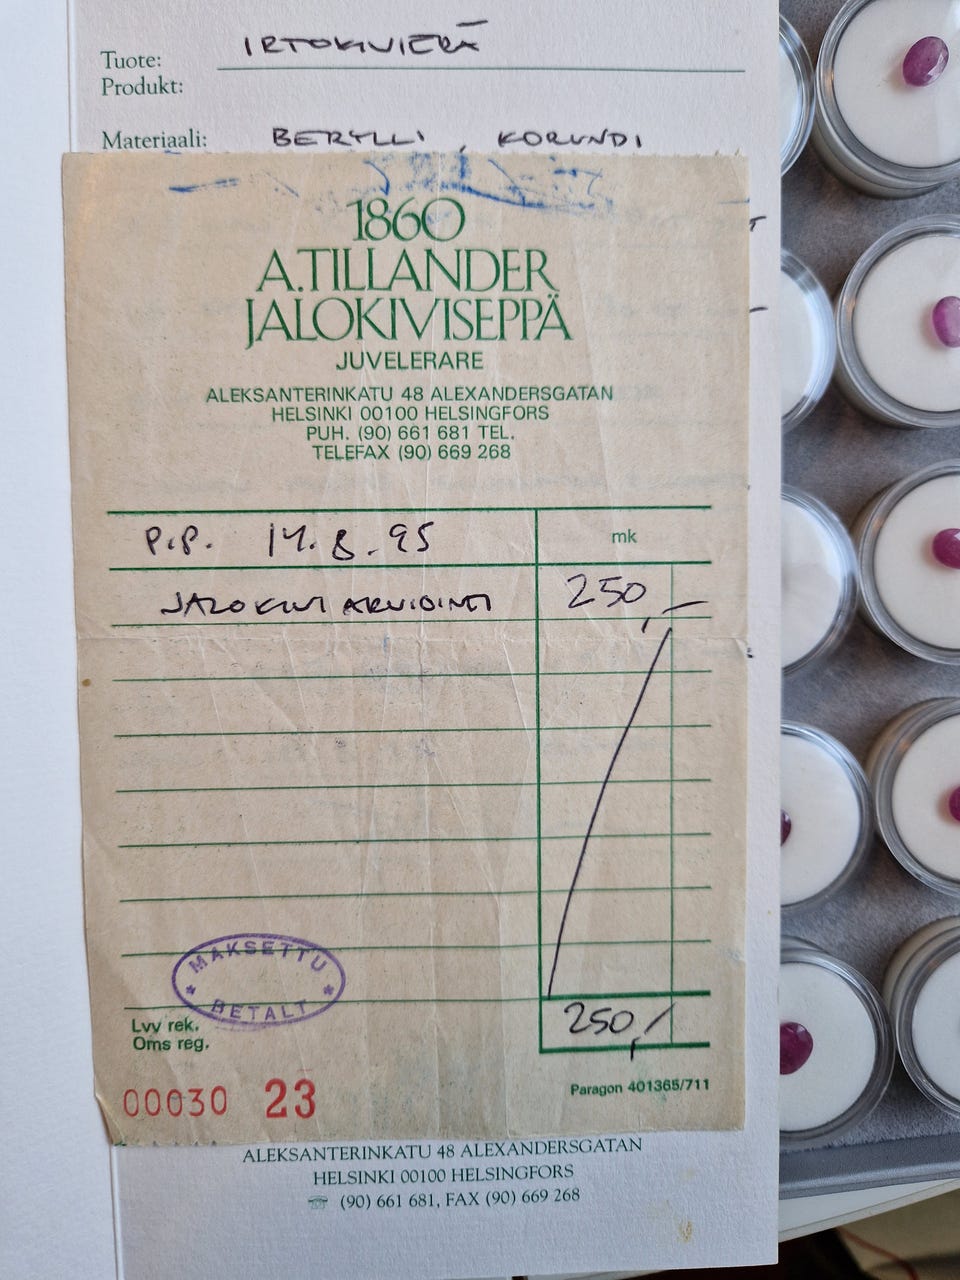 Tuote: IRTOKIVIERÄ
Produkt:
Materiaali: BERYLLI, KORUNDI
1860
A.TILLANDER
JALOKIVISEPPÄ
JUVELERARE
ALEKSANTERINKATU 48 ALEXANDERSGATAN
HELSINKI 00100 HELSINGFORS
PUH. (90) 661 681 TEL.
TELEFAX (90) 669 268
P.P. 14.8.95 mk
JALOKIVI ARVIOINTI 250,-
250,-
MAKSETTU
BETALT
Lvv rek.
Oms reg.
00030 23
Paragon 401365/711
ALEKSANTERINKATU 48 ALEXANDERSGATAN
HELSINKI 00100 HELSINGFORS
☏ (90) 661 681, FAX (90) 669 268